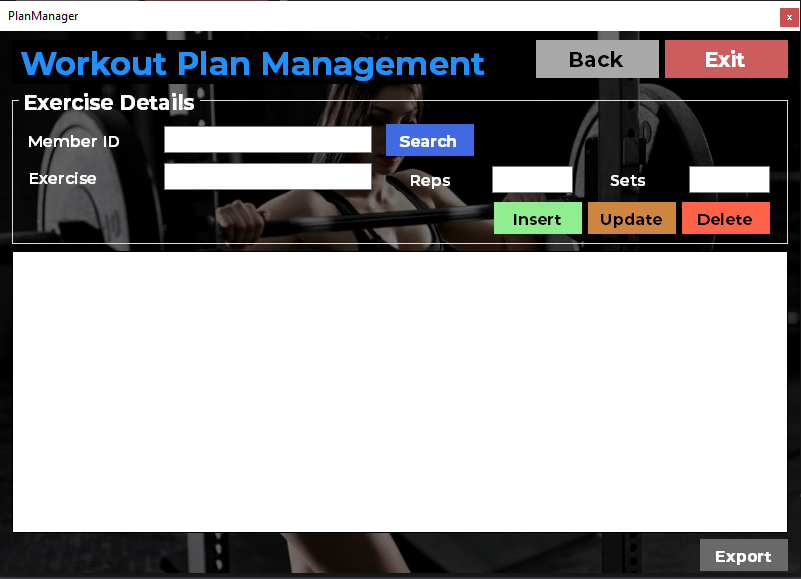 PlanManager
x
Workout Plan Management
Back
Exit
Exercise Details
Member ID
Search
Exercise
Reps
Sets
Insert
Update
Delete
Export